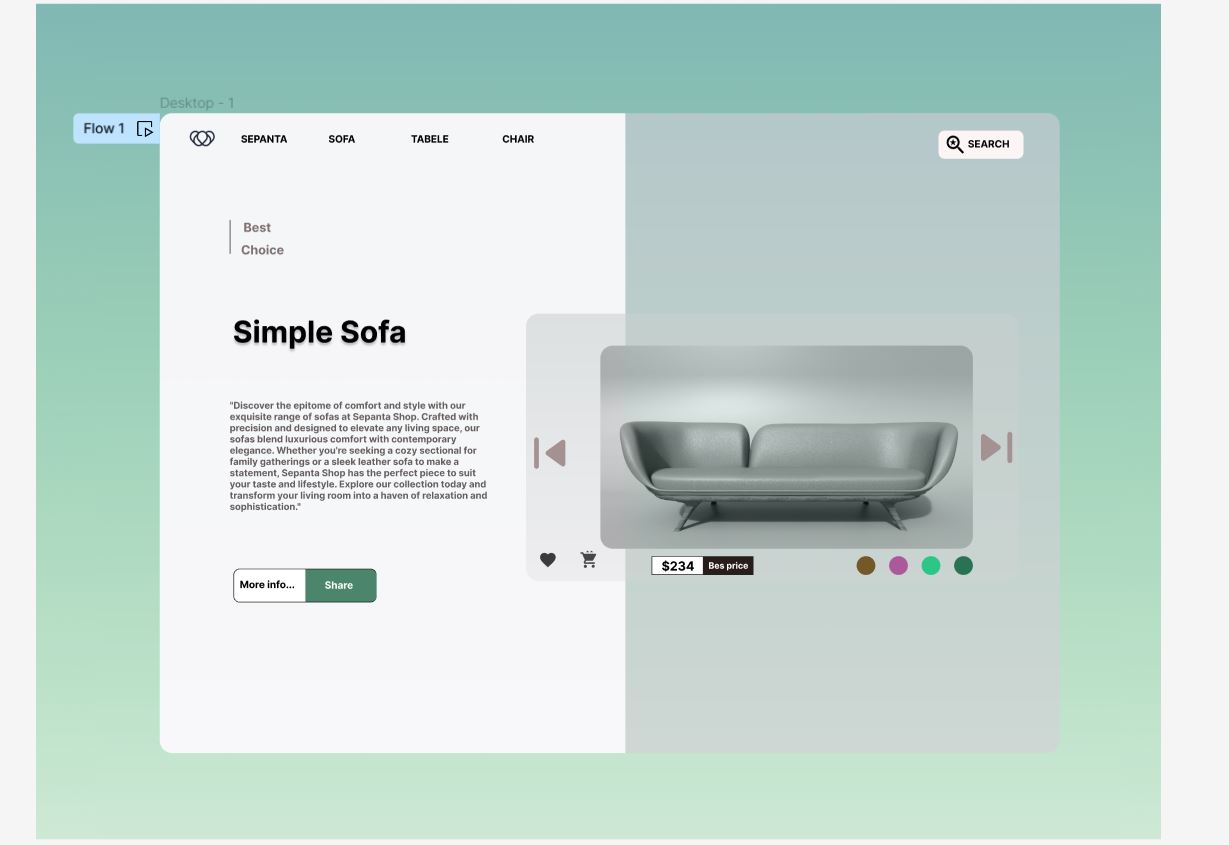 Desktop - 1
Flow 1
SEPANTA SOFA TABELE CHAIR
SEARCH
Best
Choice
Simple Sofa
"Discover the epitome of comfort and style with our
exquisite range of sofas at Sepanta Shop. Crafted with
precision and designed to elevate any living space, our
sofas blend luxurious comfort with contemporary
elegance. Whether you're seeking a cozy sectional for
family gatherings or a sleek leather sofa to make a
statement, Sepanta Shop has the perfect piece to suit
your taste and lifestyle. Explore our collection today and
transform your living room into a haven of relaxation and
sophistication."
More info... Share
$234 Bes price